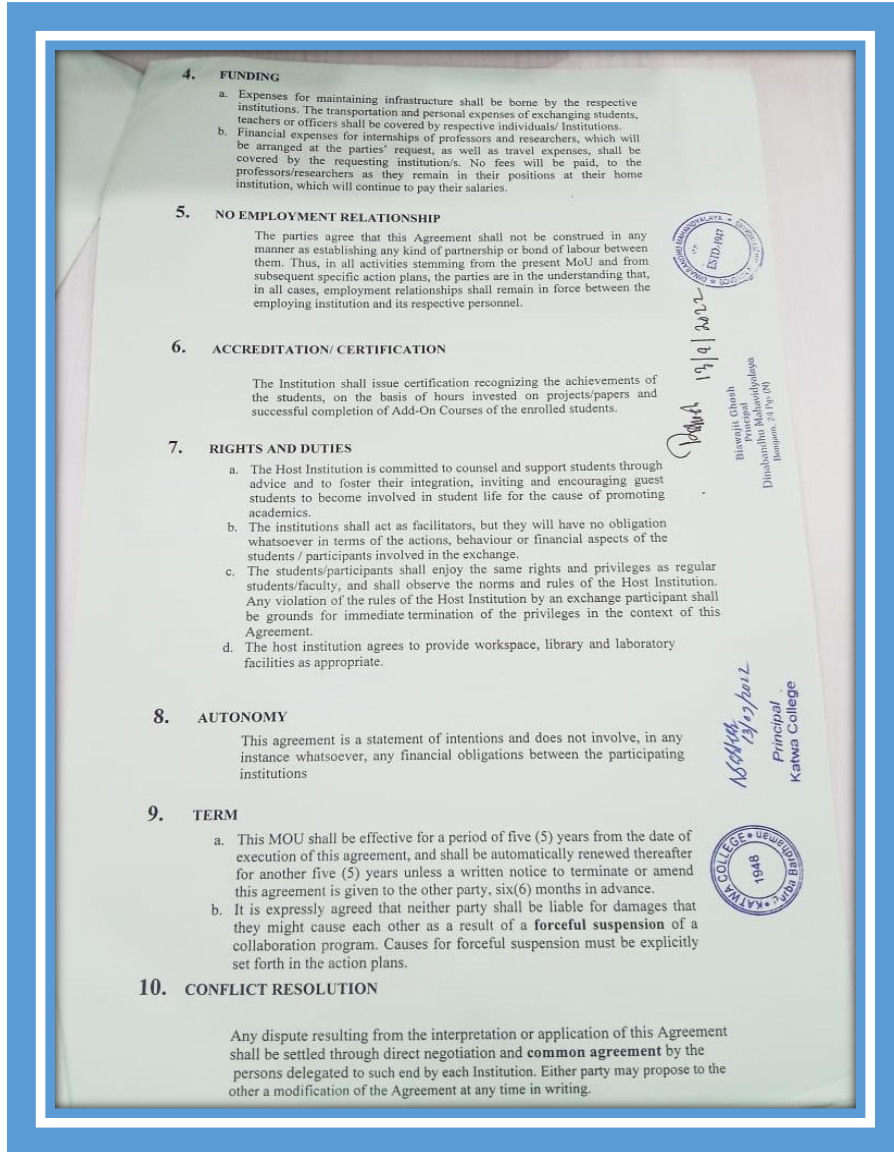 4. FUNDING
a. Expenses for maintaining infrastructure shall be borne by the respective
institutions. The transportation and personal expenses of exchanging students,
teachers or officers shall be covered by respective individuals/ Institutions.
b. Financial expenses for internships of professors and researchers, which will
be arranged at the parties' request, as well as travel expenses, shall be
covered by the requesting institution/s. No fees will be paid, to the
professors/researchers as they remain in their positions at their home
institution, which will continue to pay their salaries.
5. NO EMPLOYMENT RELATIONSHIP
The parties agree that this Agreement shall not be construed in any
manner as establishing any kind of partnership or bond of labour between
them. Thus, in all activities stemming from the present MoU and from
subsequent specific action plans, the parties are in the understanding that,
in all cases, employment relationships shall remain in force between the
employing institution and its respective personnel.
6. ACCREDITATION/ CERTIFICATION
The Institution shall issue certification recognizing the achievements of
the students, on the basis of hours invested on projects/papers and
successful completion of Add-On Courses of the enrolled students.
7. RIGHTS AND DUTIES
a. The Host Institution is committed to counsel and support students through
advice and to foster their integration, inviting and encouraging guest
students to become involved in student life for the cause of promoting
academics.
b. The institutions shall act as facilitators, but they will have no obligation
whatsoever in terms of the actions, behaviour or financial aspects of the
students / participants involved in the exchange.
c. The students/participants shall enjoy the same rights and privileges as regular
students/faculty, and shall observe the norms and rules of the Host Institution.
Any violation of the rules of the Host Institution by an exchange participant shall
be grounds for immediate termination of the privileges in the context of this
Agreement.
d. The host institution agrees to provide workspace, library and laboratory
facilities as appropriate.
8. AUTONOMY
This agreement is a statement of intentions and does not involve, in any
instance whatsoever, any financial obligations between the participating
institutions
9. TERM
a. This MOU shall be effective for a period of five (5) years from the date of
execution of this agreement, and shall be automatically renewed thereafter
for another five (5) years unless a written notice to terminate or amend
this agreement is given to the other party, six(6) months in advance.
b. It is expressly agreed that neither party shall be liable for damages that
they might cause each other as a result of a forceful suspension of a
collaboration program. Causes for forceful suspension must be explicitly
set forth in the action plans.
10. CONFLICT RESOLUTION
Any dispute resulting from the interpretation or application of this Agreement
shall be settled through direct negotiation and common agreement by the
persons delegated to such end by each Institution. Either party may propose to the
other a modification of the Agreement at any time in writing.
DINABANDHU MAHAVIDYALAYA
ESTD-1947
13/9/2022
Biswajit Ghosh
Principal
Dinabandhu Mahavidyalaya
Bongaon, 24 Pgs (N)
13/09/2022
Principal
Katwa College
KATWA COLLEGE • Purba Bardhaman
1948